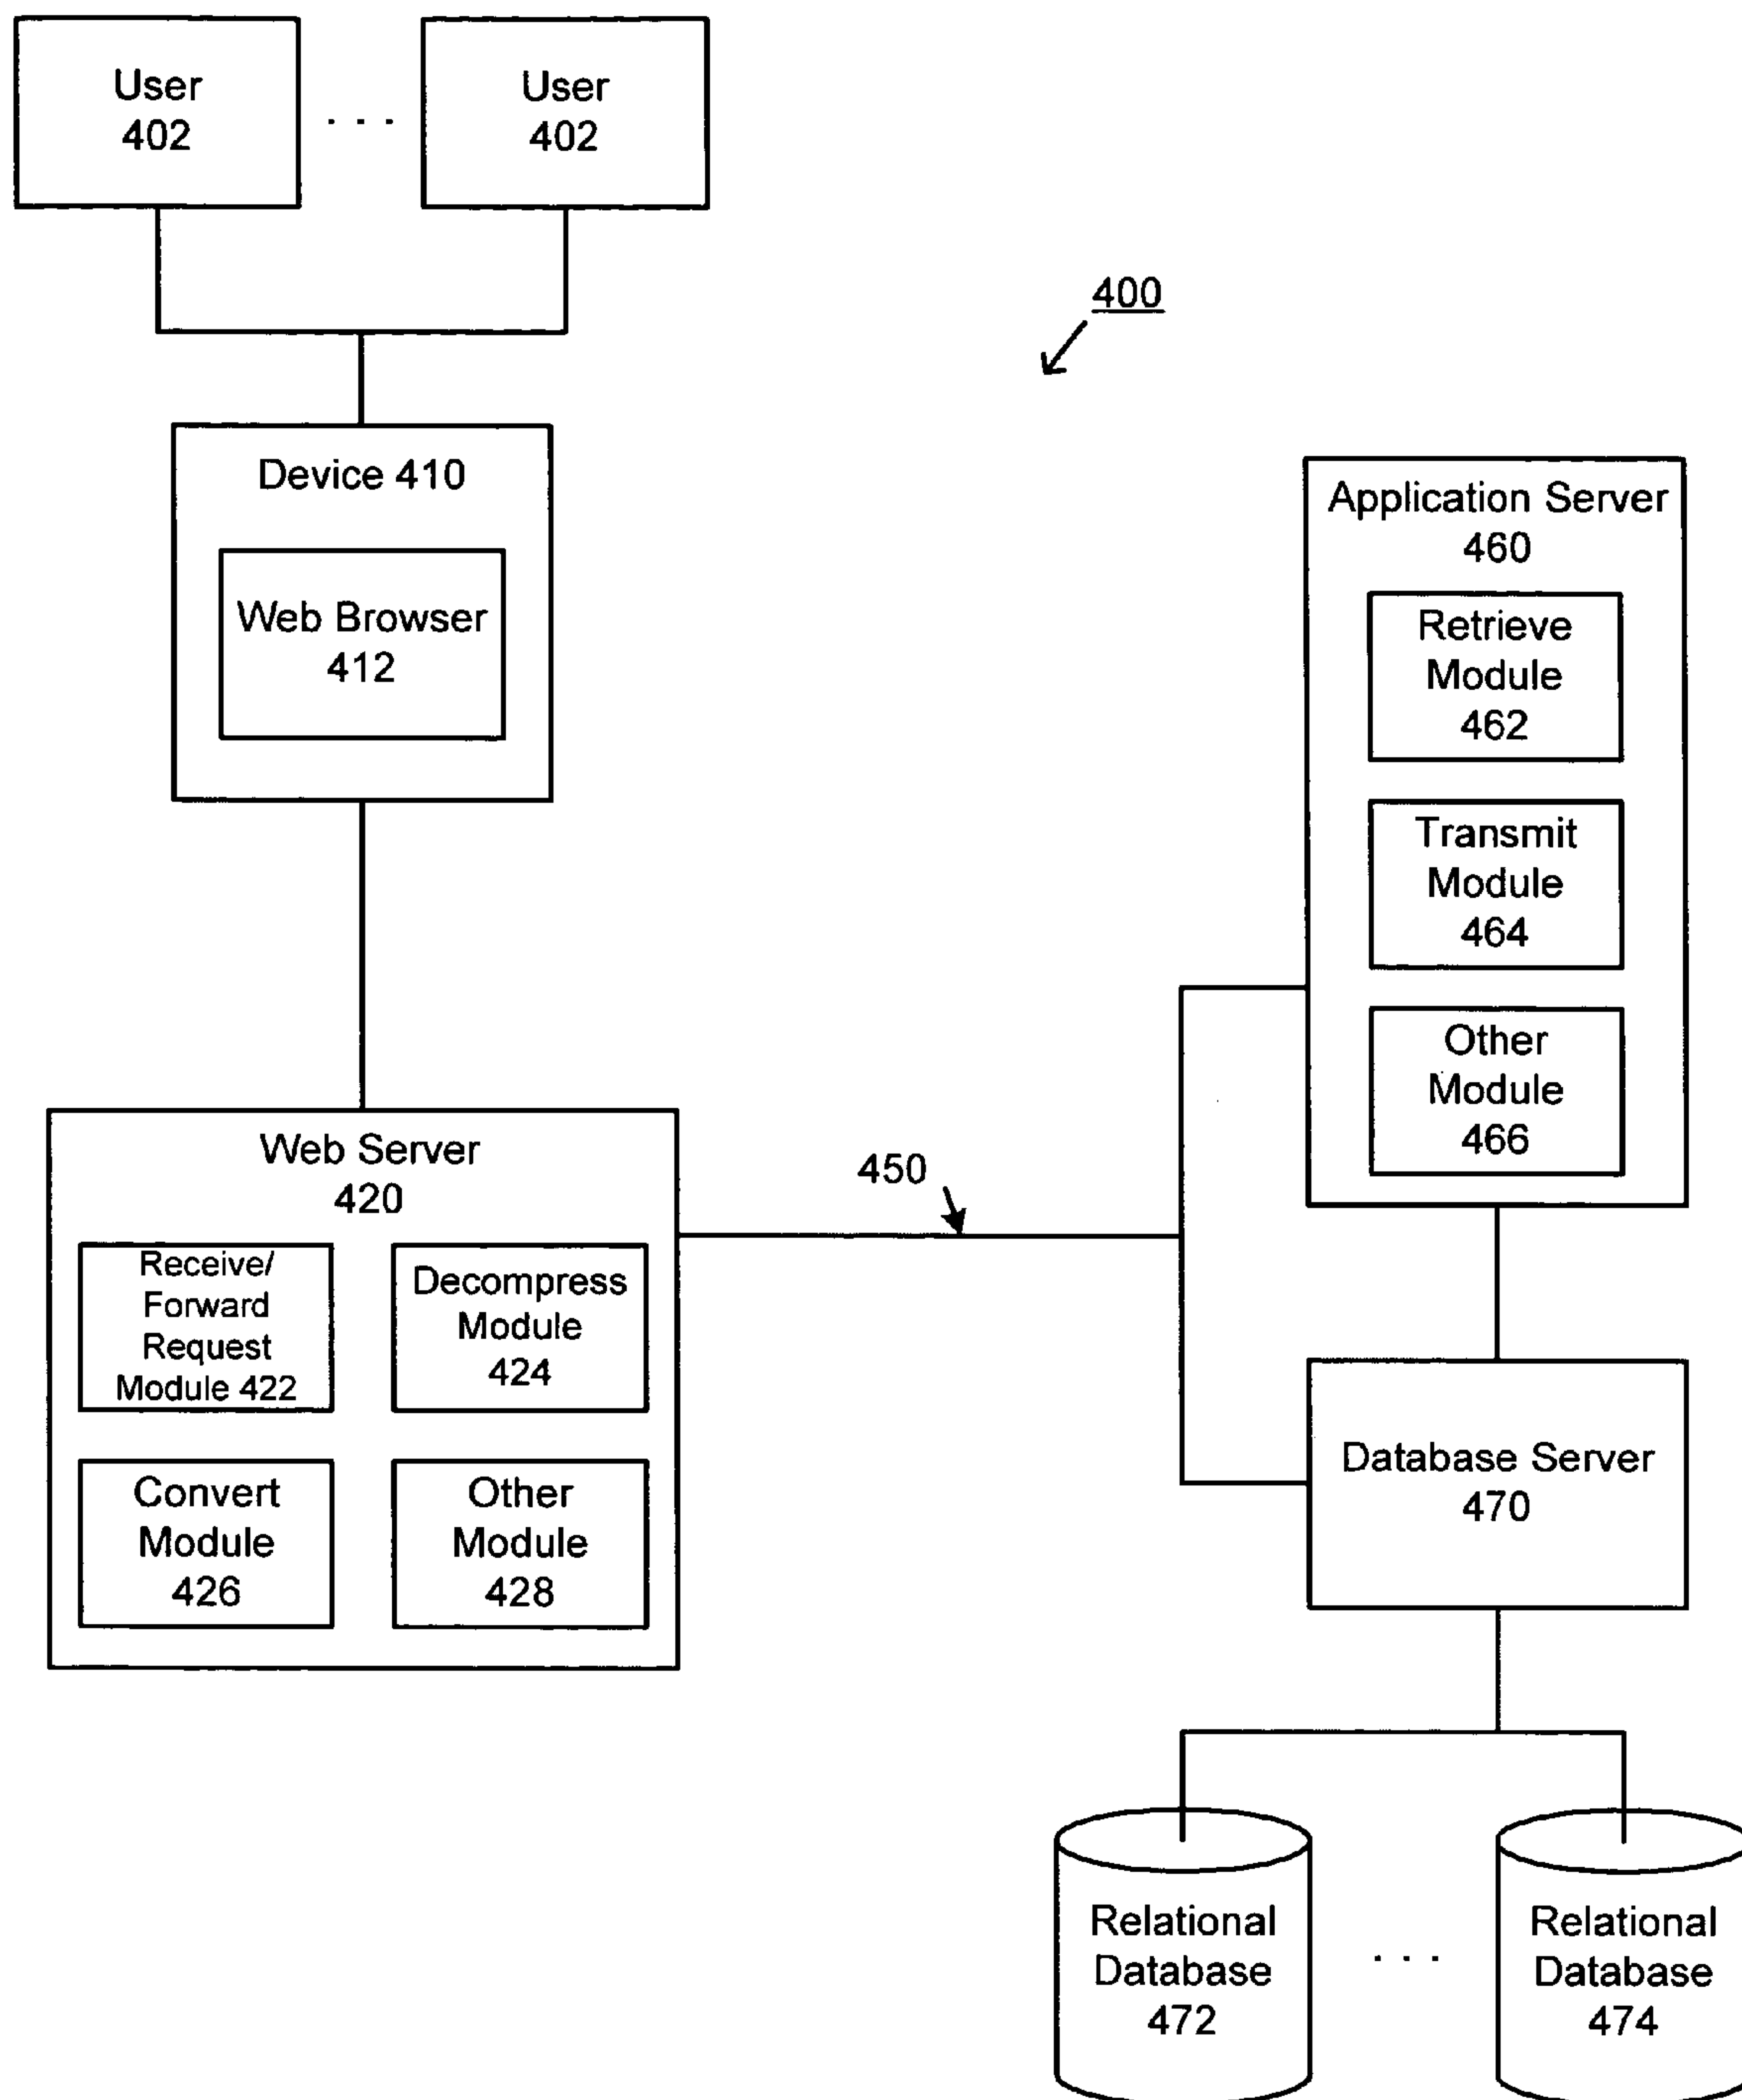 User
402
. . .
User
402
400
Device 410
Web Browser
412
Application Server
460
Retrieve
Module
462
Transmit
Module
464
Other
Module
466
Web Server
420
Receive/
Forward
Request
Module 422
Decompress
Module
424
Convert
Module
426
Other
Module
428
450
Database Server
470
Relational
Database
472
. . .
Relational
Database
474